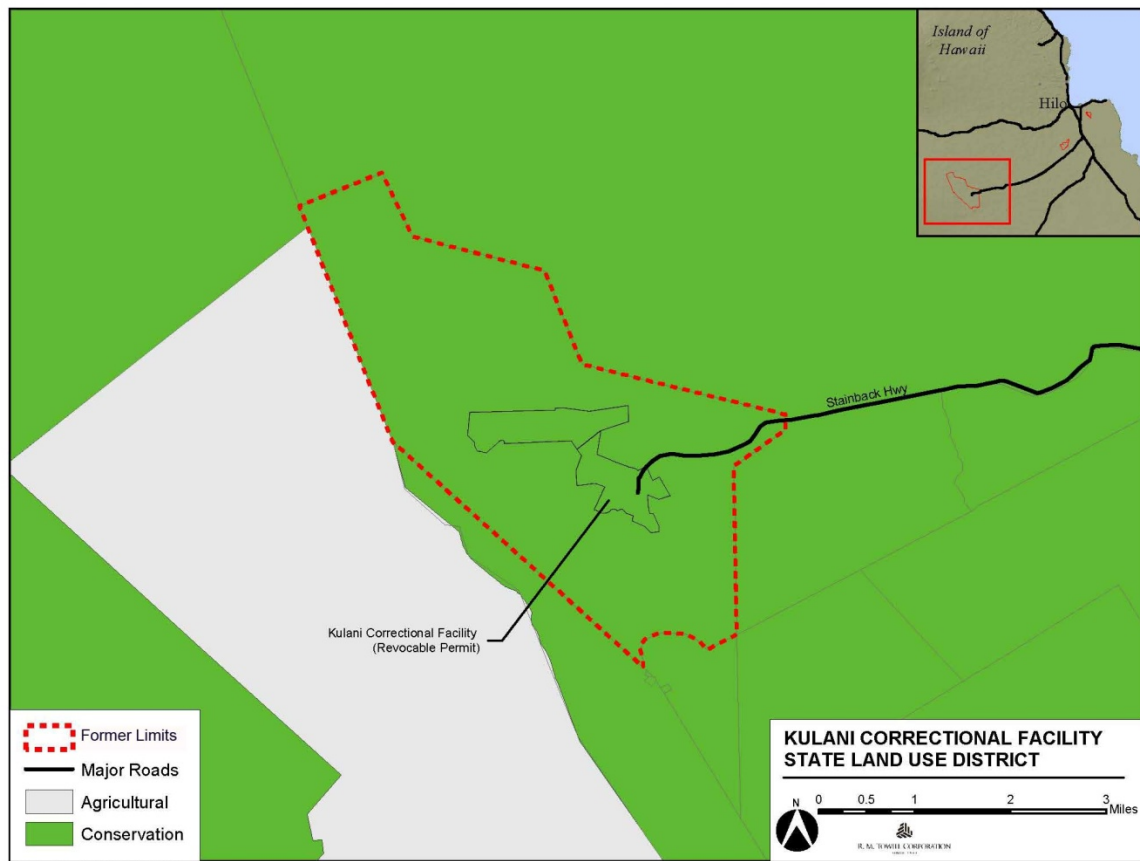 Island of
Hawaii
Hilo
Stainback Hwy
Kulani Correctional Facility
(Revocable Permit)
Former Limits
Major Roads
Agricultural
Conservation
KULANI CORRECTIONAL FACILITY
STATE LAND USE DISTRICT
N
0 0.5 1 2 3
Miles
R. M. TOWILL CORPORATION